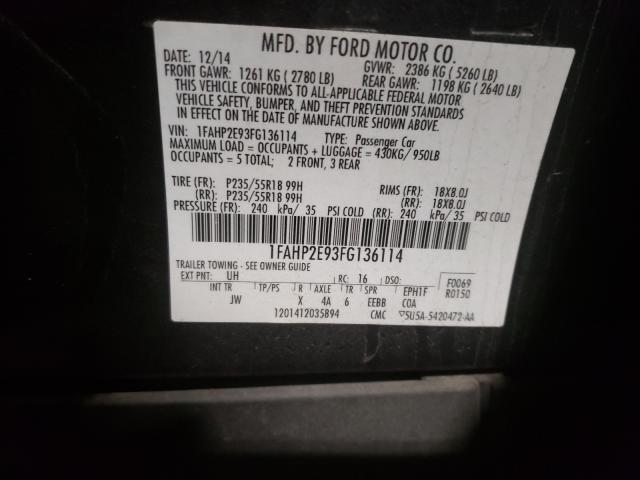 MFD. BY FORD MOTOR CO.
DATE: 12/14 GVWR: 2386 KG ( 5260 LB)
FRONT GAWR: 1261 KG ( 2780 LB) REAR GAWR: 1198 KG ( 2640 LB)
THIS VEHICLE CONFORMS TO ALL-APPLICABLE FEDERAL MOTOR
VEHICLE SAFETY, BUMPER, AND THEFT PREVENTION STANDARDS
IN EFFECT ON THE DATE OF MANUFACTURE SHOWN ABOVE.
VIN: 1FAHP2E93FG136114 TYPE: Passenger Car
MAXIMUM LOAD = OCCUPANTS + LUGGAGE = 430KG/ 950LB
OCCUPANTS = 5 TOTAL; 2 FRONT, 3 REAR
TIRE (FR): P235/55R18 99H RIMS (FR): 18X8.0J
(RR): P235/55R18 99H (RR): 18X8.0J
PRESSURE (FR): 240 kPa/ 35 PSI COLD (RR): 240 kPa/ 35 PSI COLD
1FAHP2E93FG136114
TRAILER TOWING - SEE OWNER GUIDE
EXT PNT: UH RC: 16 DSO: F0069
INT TR TP/PS R AXLE TR SPR EPH1F R0150
JW X 4A 6 EEBB COA
1201412035894 CMC 5U5A-5420472-AA